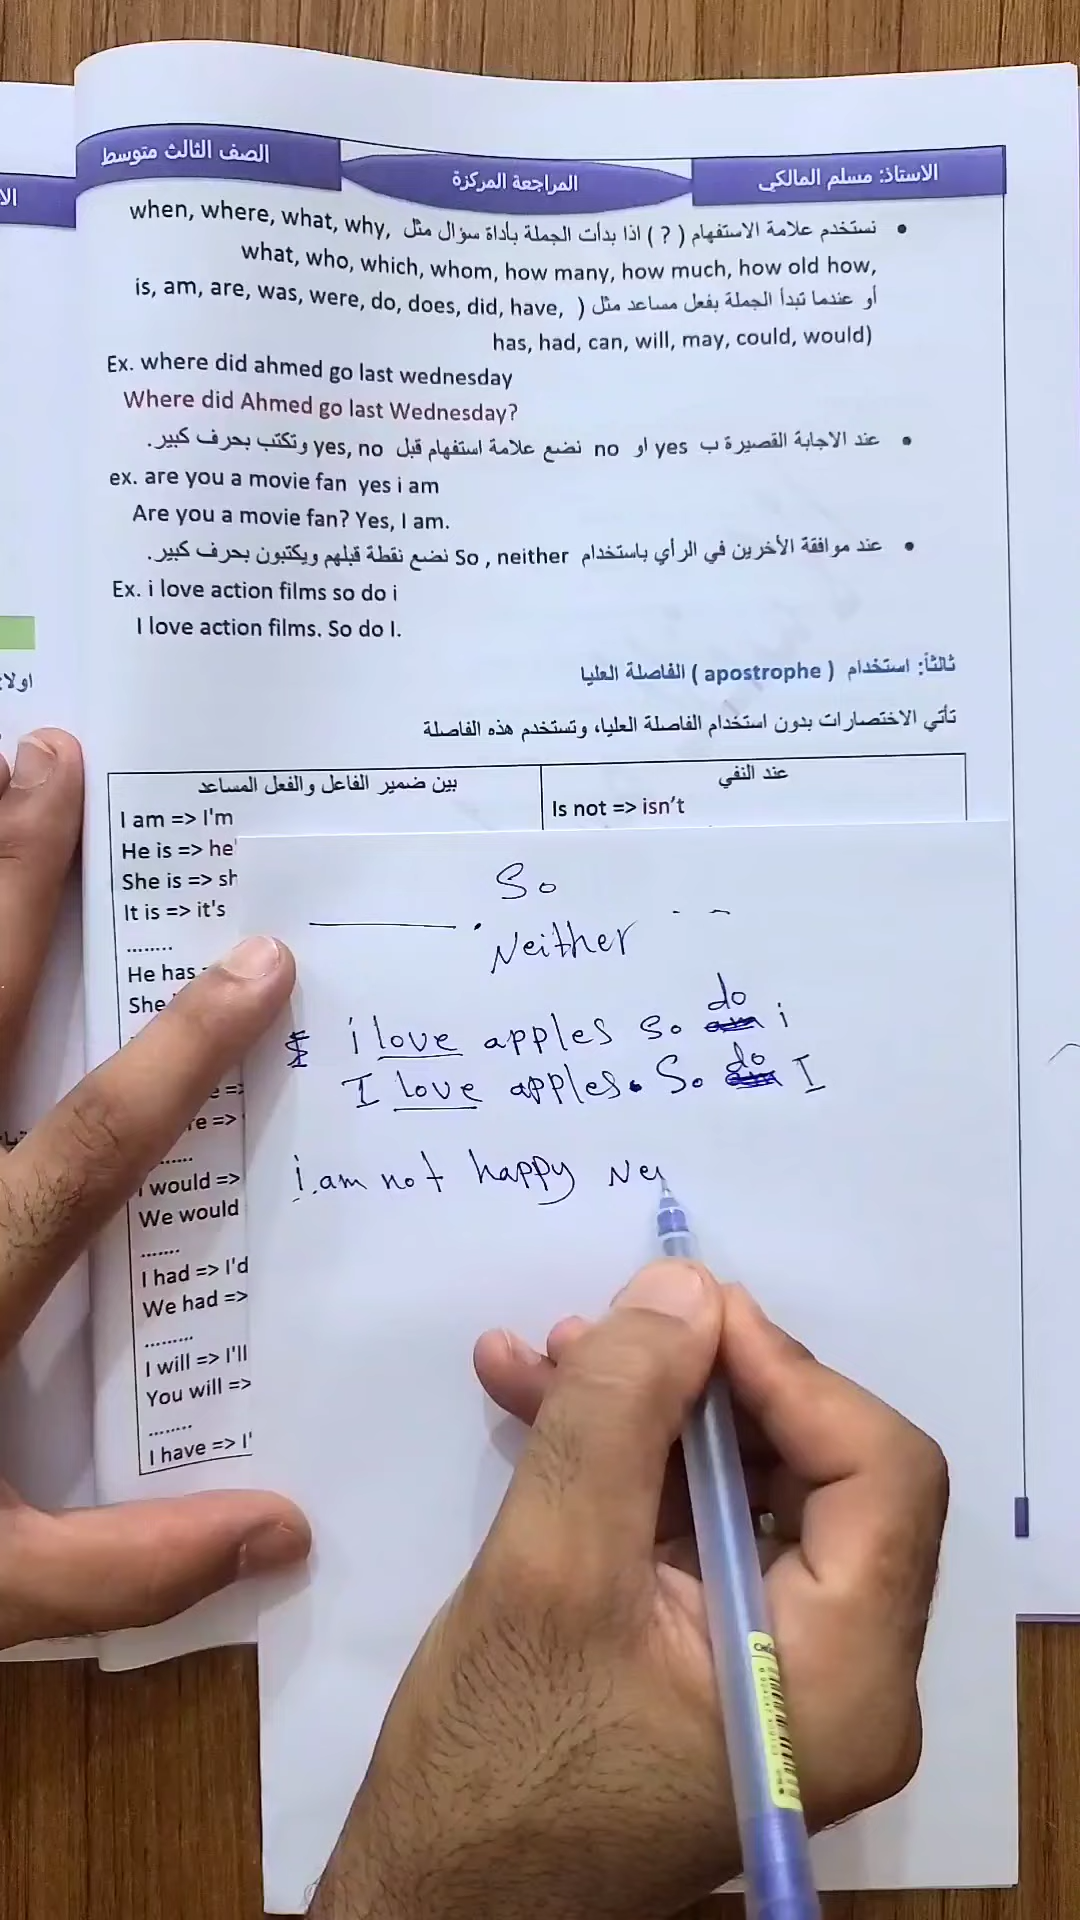 الصف الثالث متوسط
المراجعة المركزة
الاستاذ: مسلم المالكي
نستخدم علامة الاستفهام ( ? ) اذا بدأت الجملة بأداة سؤال مثل when, where, what, why,
what, who, which, whom, how many, how much, how old how,
أو عندما تبدأ الجملة بفعل مساعد مثل ( is, am, are, was, were, do, does, did, have,
has, had, can, will, may, could, would)
Ex. where did ahmed go last wednesday
Where did Ahmed go last Wednesday?
عند الاجابة القصيرة ب yes او no نضع علامة استفهام قبل yes, no وتكتب بحرف كبير.
ex. are you a movie fan yes i am
Are you a movie fan? Yes, I am.
عند موافقة الأخرين في الرأي باستخدام So , neither نضع نقطة قبلهم ويكتبون بحرف كبير.
Ex. i love action films so do i
I love action films. So do I.
ثالثاً: استخدام ( apostrophe ) الفاصلة العليا
تأتي الاختصارات بدون استخدام الفاصلة العليا، وتستخدم هذه الفاصلة
بين ضمير الفاعل والفعل المساعد
عند النفي
I am => I'm
Is not => isn't
He is => he'
She is => sh
It is => it's
........
He has
She
would =>
We would
.......
I had => I'd
We had =>
.........
I will => I'll
You will =>
........
I have => I'
So
Neither
i love apples so do i
I love apples. So do I
i am not happy Nei